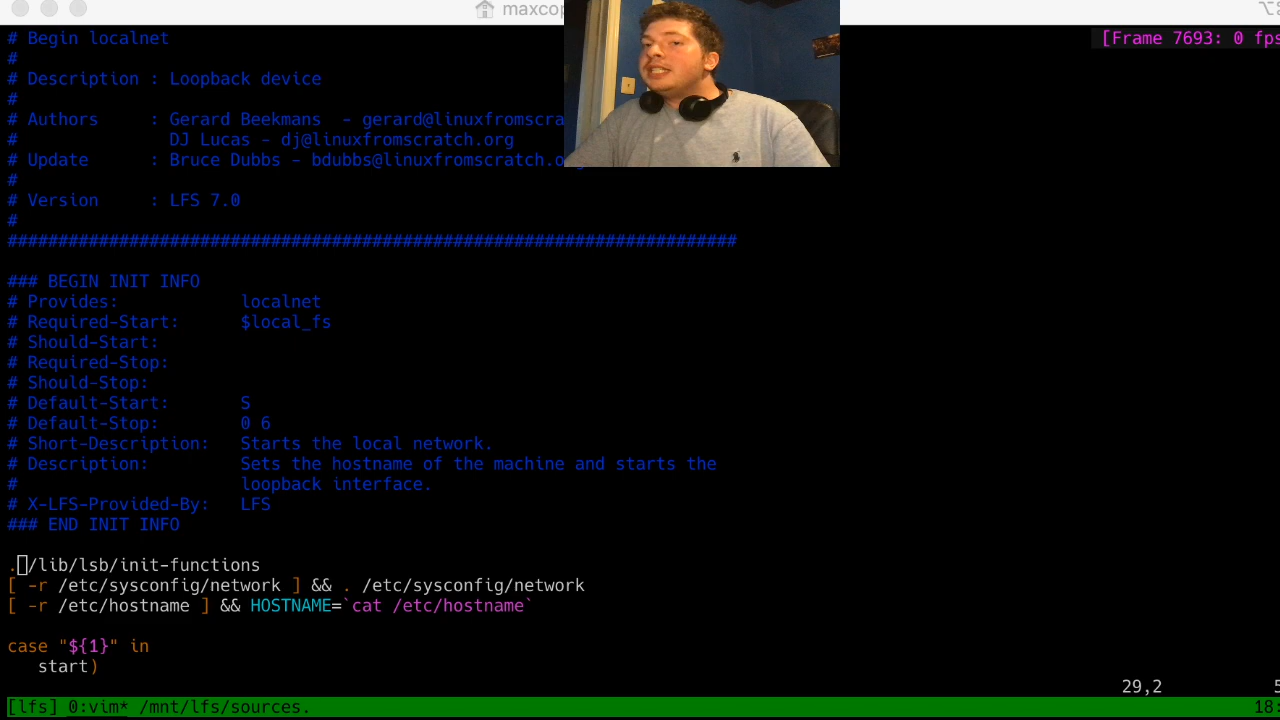 maxcop
# Begin localnet
[Frame 7693: 0 fps
#
# Description : Loopback device
#
# Authors     : Gerard Beekmans  - gerard@linuxfromscra
#               DJ Lucas - dj@linuxfromscratch.org
# Update      : Bruce Dubbs - bdubbs@linuxfromscratch.o
#
# Version     : LFS 7.0
#
########################################################################
### BEGIN INIT INFO
# Provides:            localnet
# Required-Start:      $local_fs
# Should-Start:
# Required-Stop:
# Should-Stop:
# Default-Start:       S
# Default-Stop:        0 6
# Short-Description:   Starts the local network.
# Description:         Sets the hostname of the machine and starts the
#                      loopback interface.
# X-LFS-Provided-By:   LFS
### END INIT INFO
. /lib/lsb/init-functions
[ -r /etc/sysconfig/network ] && . /etc/sysconfig/network
[ -r /etc/hostname ] && HOSTNAME=`cat /etc/hostname`
case "${1}" in
   start)
29,2
[lfs] 0:vim* /mnt/lfs/sources.
18